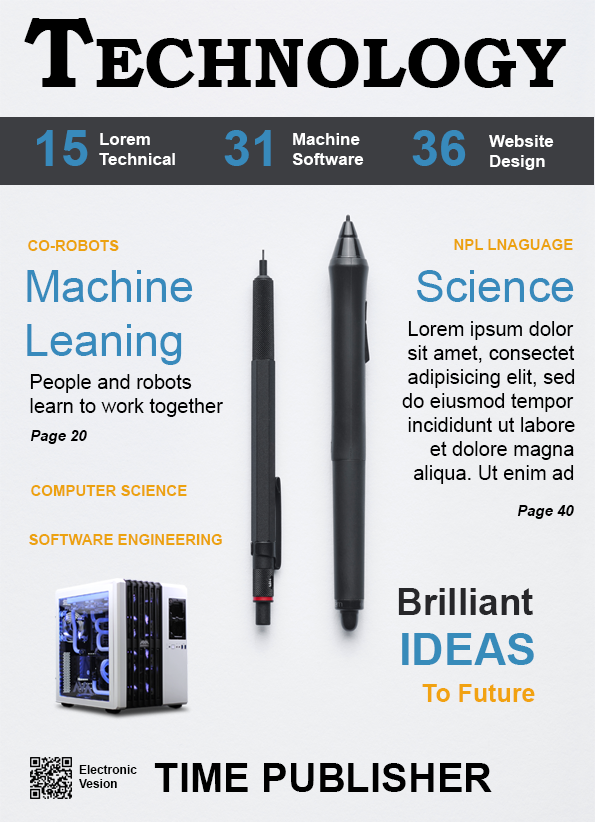 TECHNOLOGY
15 Lorem Technical
31 Machine Software
36 Website Design
CO-ROBOTS
Machine
Leaning
People and robots
learn to work together
Page 20
COMPUTER SCIENCE
SOFTWARE ENGINEERING
NPL LNAGUAGE
Science
Lorem ipsum dolor
sit amet, consectet
adipisicing elit, sed
do eiusmod tempor
incididunt ut labore
et dolore magna
aliqua. Ut enim ad
Page 40
Brilliant
IDEAS
To Future
Electronic
Vesion
TIME PUBLISHER